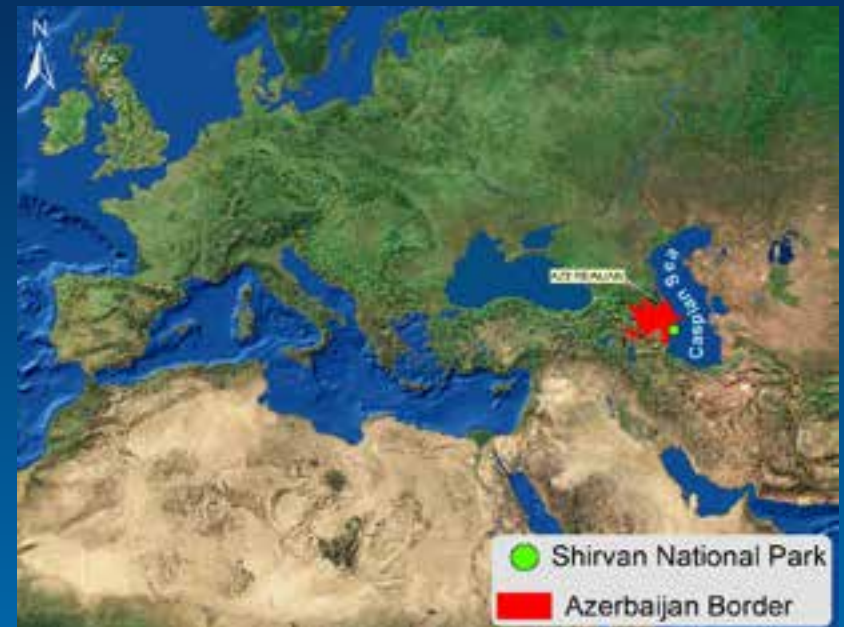 N
AZERBAIJAN
Caspian Sea
Shirvan National Park
Azerbaijan Border